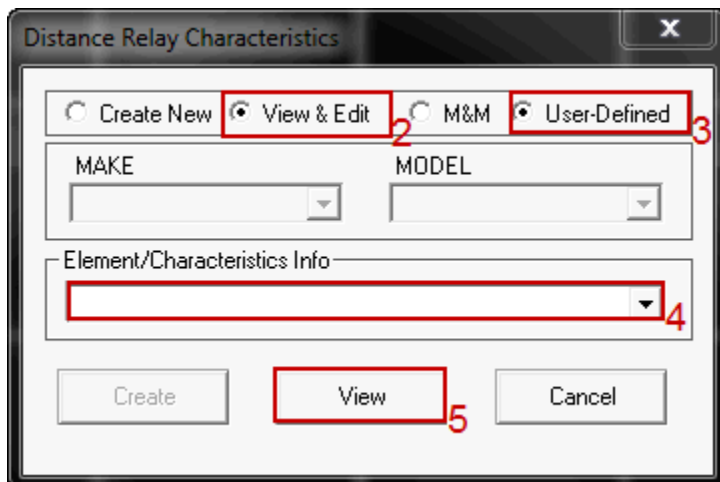 Distance Relay Characteristics
x
Create New View & Edit 2 M&M User-Defined 3
MAKE MODEL
Element/Characteristics Info
4
Create View 5 Cancel